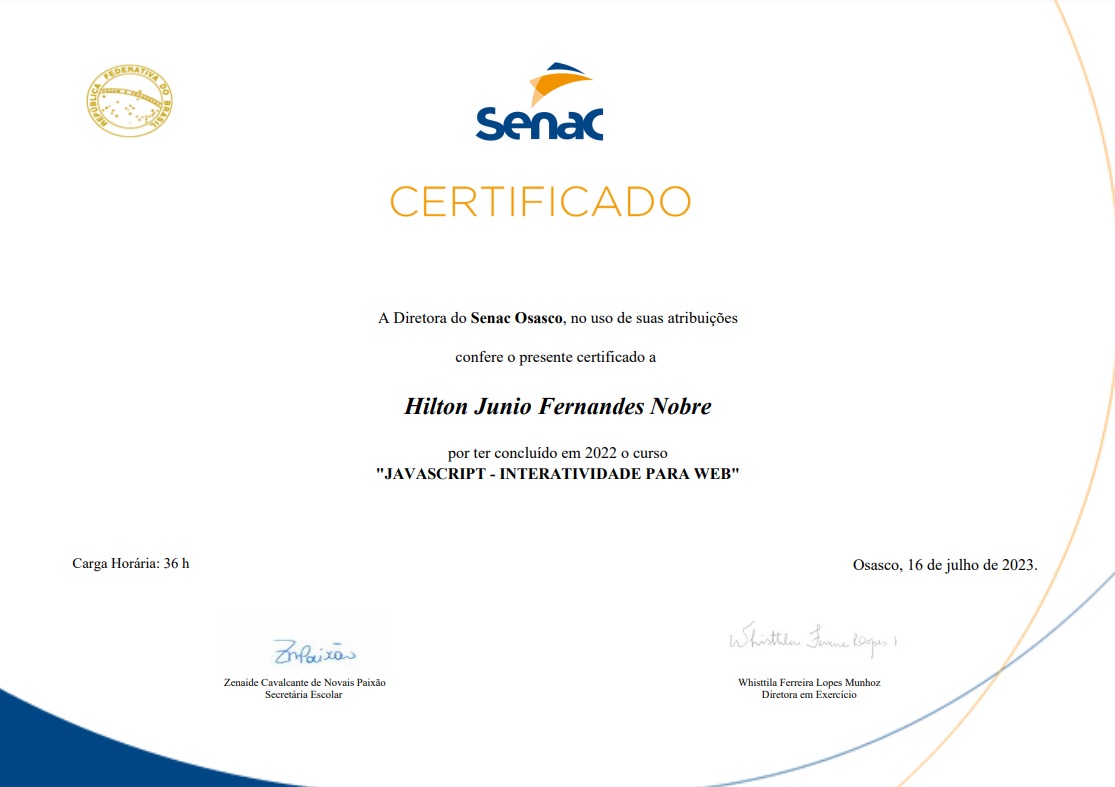 REPÚBLICA FEDERATIVA DO BRASIL
Senac
CERTIFICADO
A Diretora do Senac Osasco, no uso de suas atribuições
confere o presente certificado a
Hilton Junio Fernandes Nobre
por ter concluído em 2022 o curso
"JAVASCRIPT - INTERATIVIDADE PARA WEB"
Carga Horária: 36 h
Osasco, 16 de julho de 2023.
ZnPaixão
Whisttila Ferreira Lopes
Zenaide Cavalcante de Novais Paixão
Secretária Escolar
Whisttila Ferreira Lopes Munhoz
Diretora em Exercício